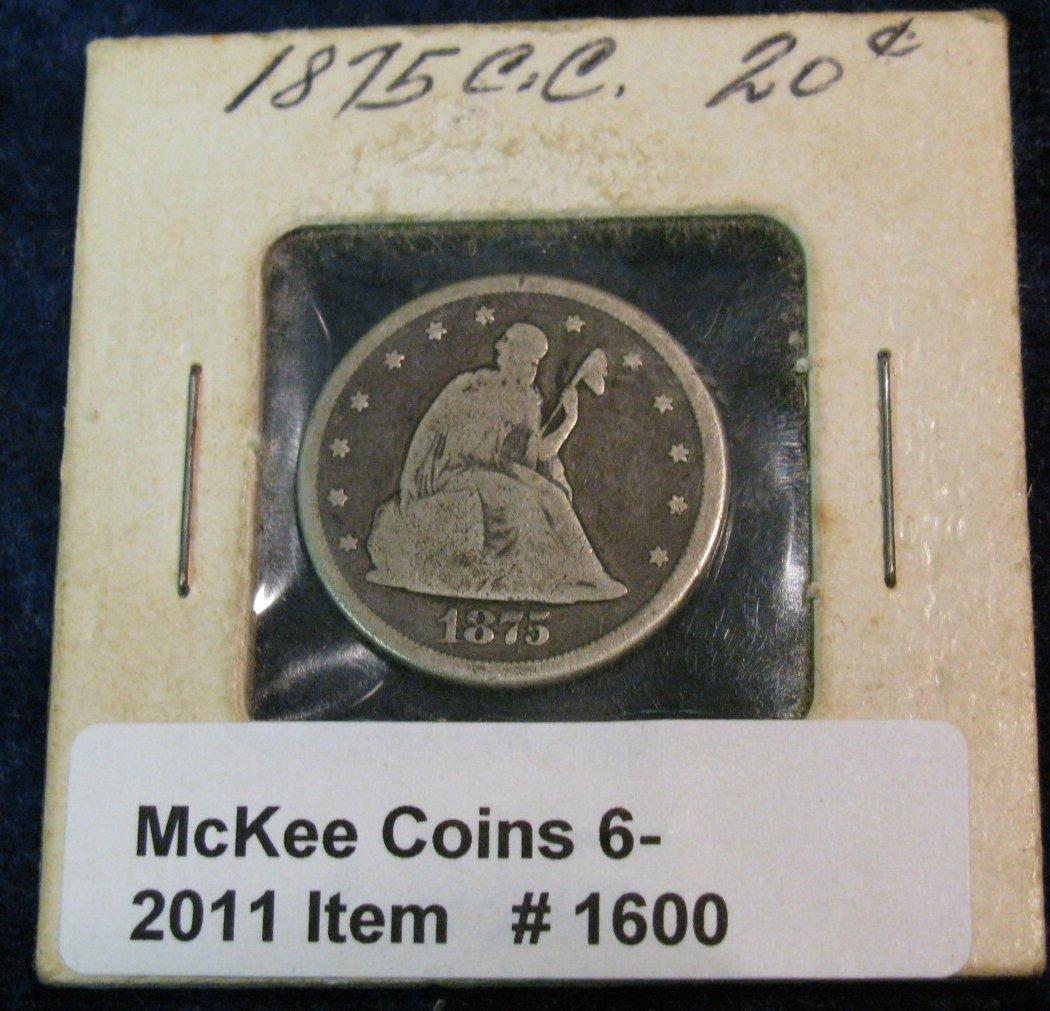 1875 C.C. 20¢
1875
McKee Coins 6-
2011 Item # 1600